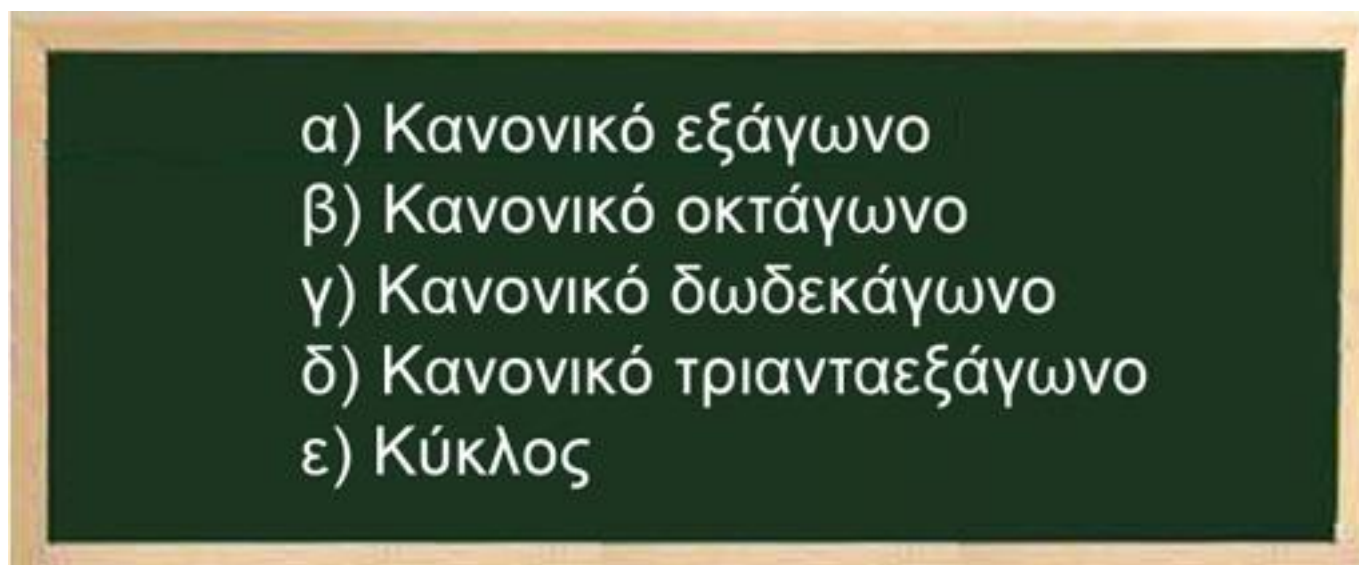 α) Κανονικό εξάγωνο
β) Κανονικό οκτάγωνο
γ) Κανονικό δωδεκάγωνο
δ) Κανονικό τριανταεξάγωνο
ε) Κύκλος